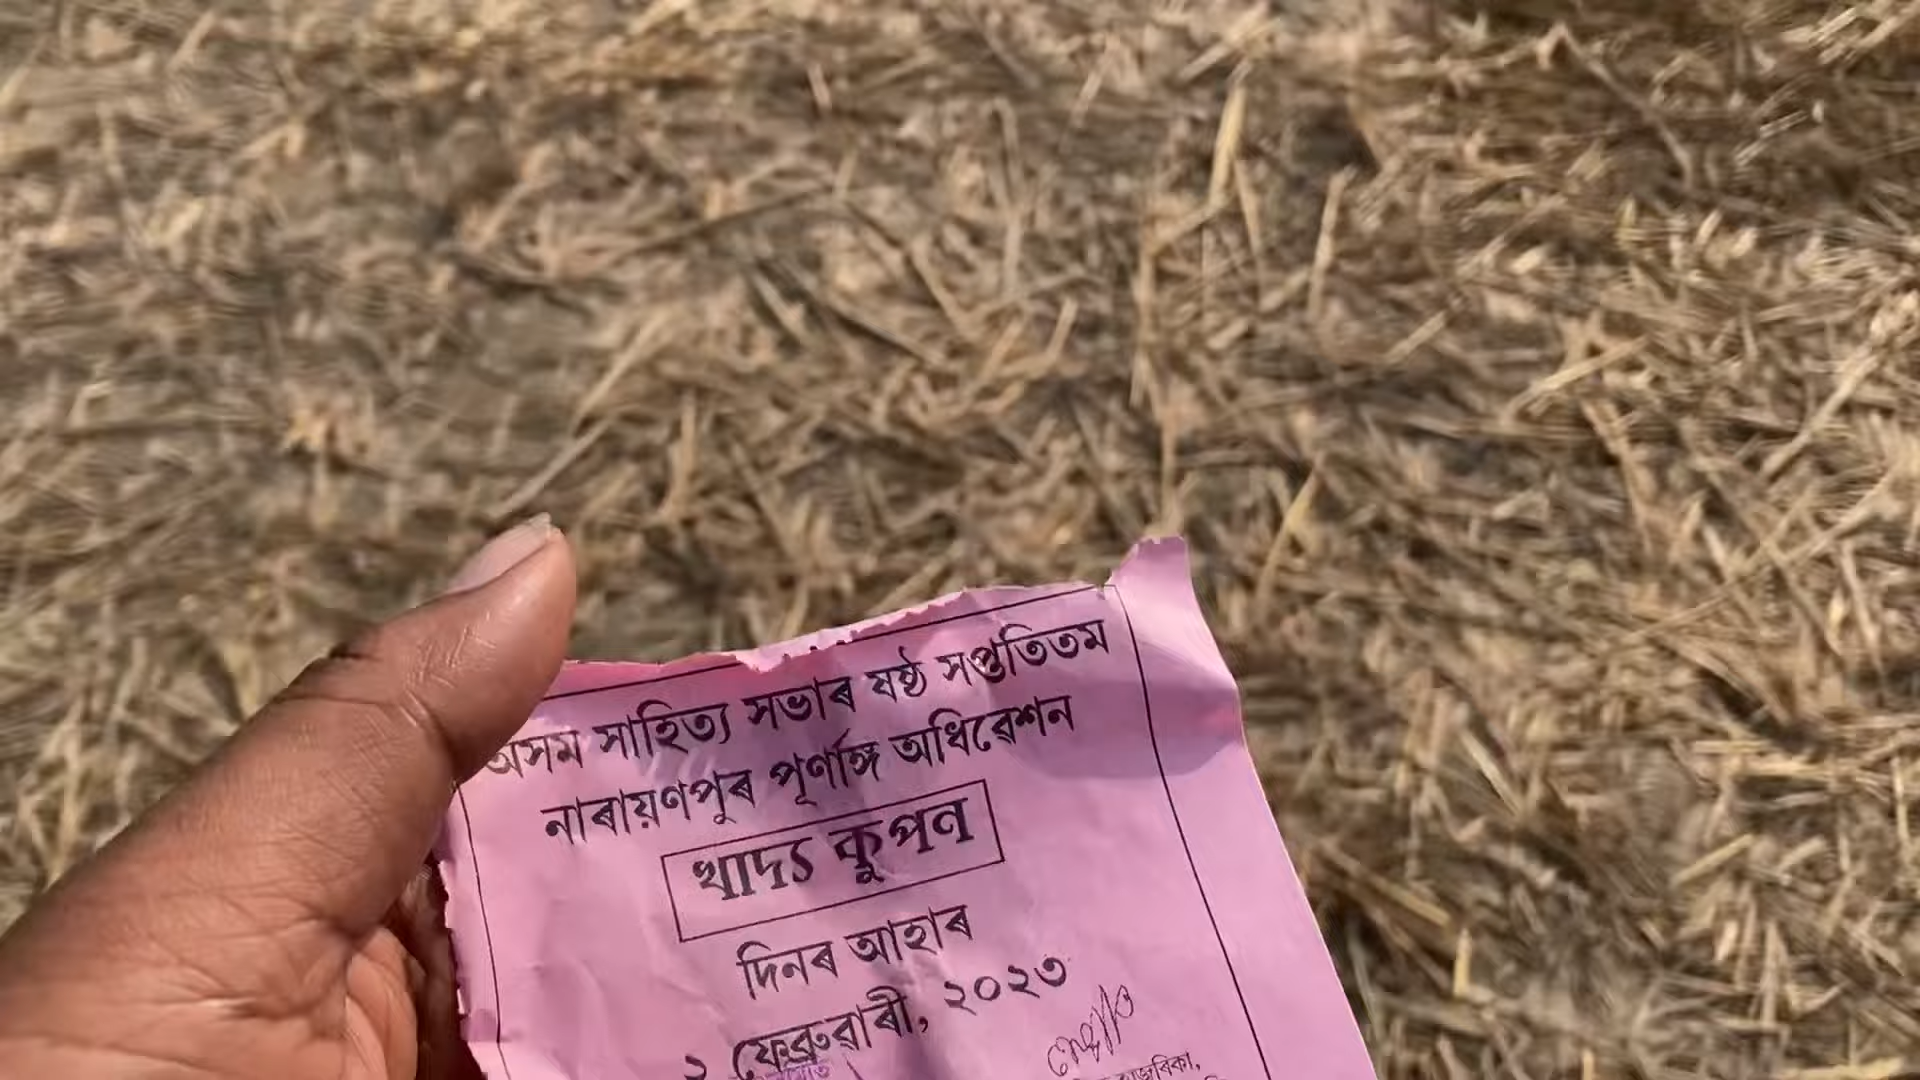 অসম সাহিত্য সভাৰ ষষ্ঠ সপ্ততিতম
নাৰায়ণপুৰ পূৰ্ণাঙ্গ অধিৱেশন
খাদ্য কুপন
দিনৰ আহাৰ
২ ফেব্ৰুৱাৰী, ২০২৩